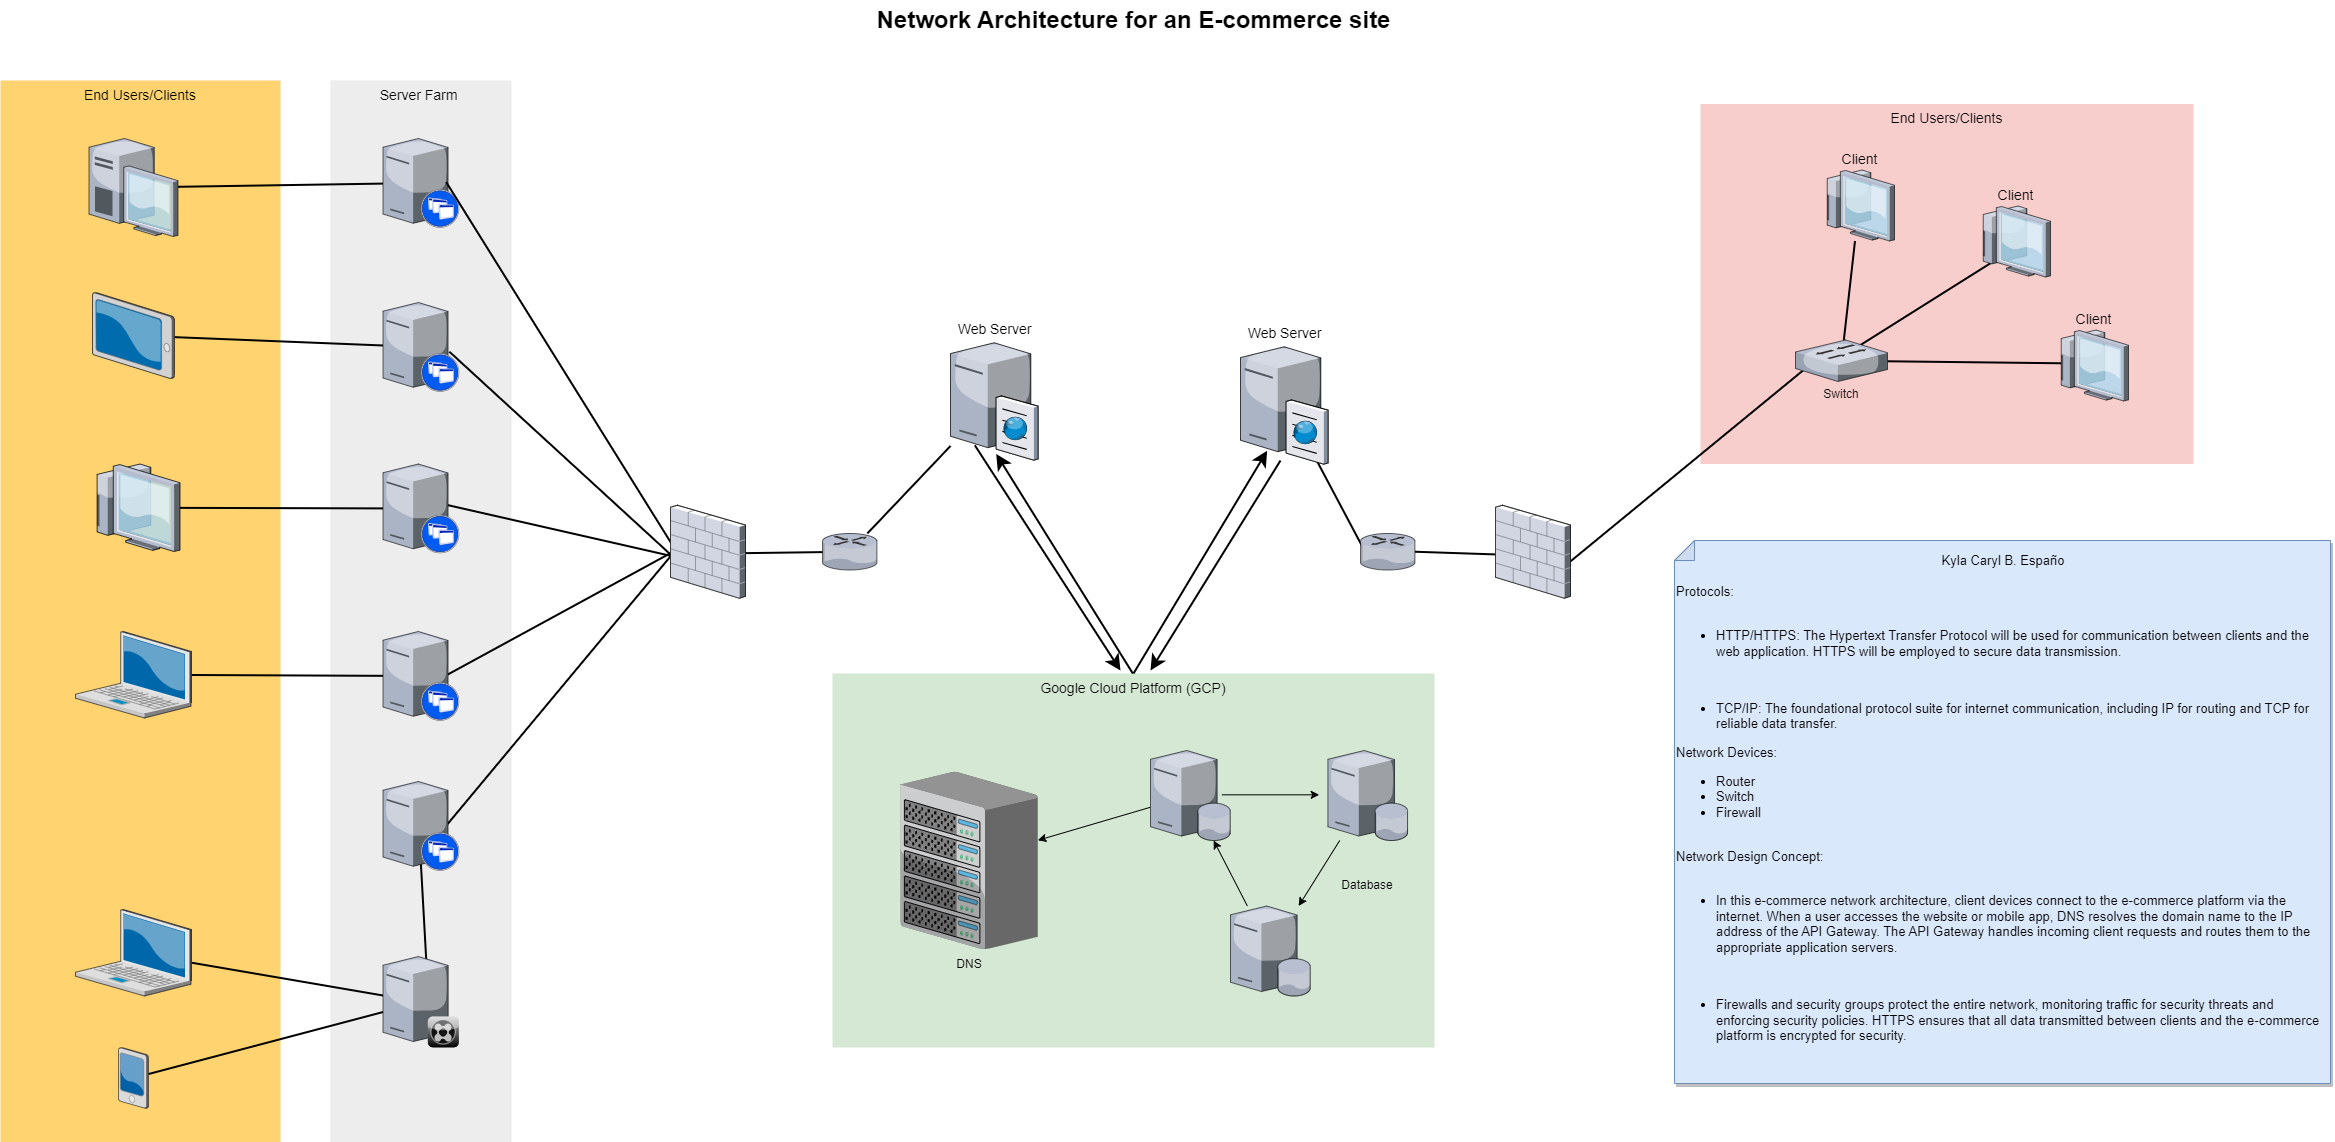 Network Architecture for an E-commerce site
End Users/Clients
Server Farm
End Users/Clients
Client
Client
Client
Switch
Web Server
Web Server
Google Cloud Platform (GCP)
Database
DNS
Kyla Caryl B. Españo
Protocols:
• HTTP/HTTPS: The Hypertext Transfer Protocol will be used for communication between clients and the
web application. HTTPS will be employed to secure data transmission.
• TCP/IP: The foundational protocol suite for internet communication, including IP for routing and TCP for
reliable data transfer.
Network Devices:
• Router
• Switch
• Firewall
Network Design Concept:
• In this e-commerce network architecture, client devices connect to the e-commerce platform via the
internet. When a user accesses the website or mobile app, DNS resolves the domain name to the IP
address of the API Gateway. The API Gateway handles incoming client requests and routes them to the
appropriate application servers.
• Firewalls and security groups protect the entire network, monitoring traffic for security threats and
enforcing security policies. HTTPS ensures that all data transmitted between clients and the e-commerce
platform is encrypted for security.